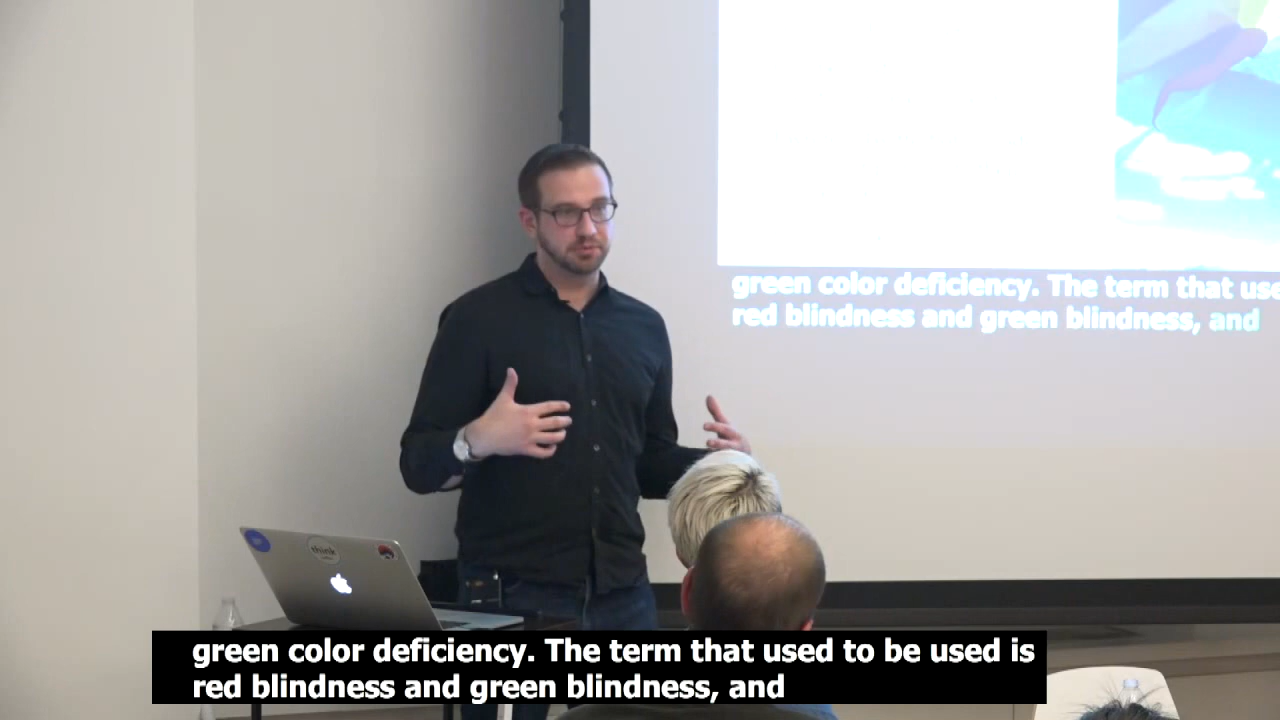 green color deficiency. The term that use
red blindness and green blindness, and
think
green color deficiency. The term that used to be used is
red blindness and green blindness, and